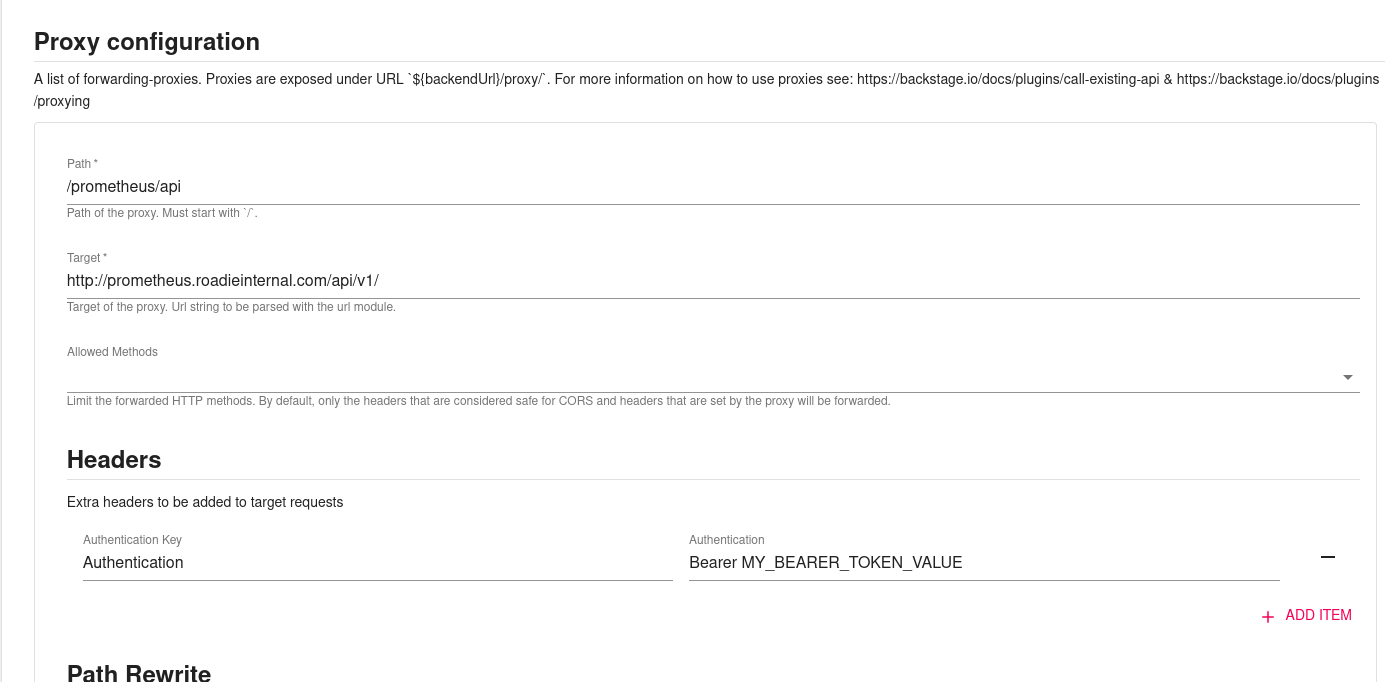 Proxy configuration
A list of forwarding-proxies. Proxies are exposed under URL `${backendUrl}/proxy/`. For more information on how to use proxies see: https://backstage.io/docs/plugins/call-existing-api & https://backstage.io/docs/plugins
/proxying
Path *
/prometheus/api
Path of the proxy. Must start with `/`.
Target *
http://prometheus.roadieinternal.com/api/v1/
Target of the proxy. Url string to be parsed with the url module.
Allowed Methods
Limit the forwarded HTTP methods. By default, only the headers that are considered safe for CORS and headers that are set by the proxy will be forwarded.
Headers
Extra headers to be added to target requests
Authentication Key Authentication
Authentication Bearer MY_BEARER_TOKEN_VALUE
+ ADD ITEM
Path Rewrite